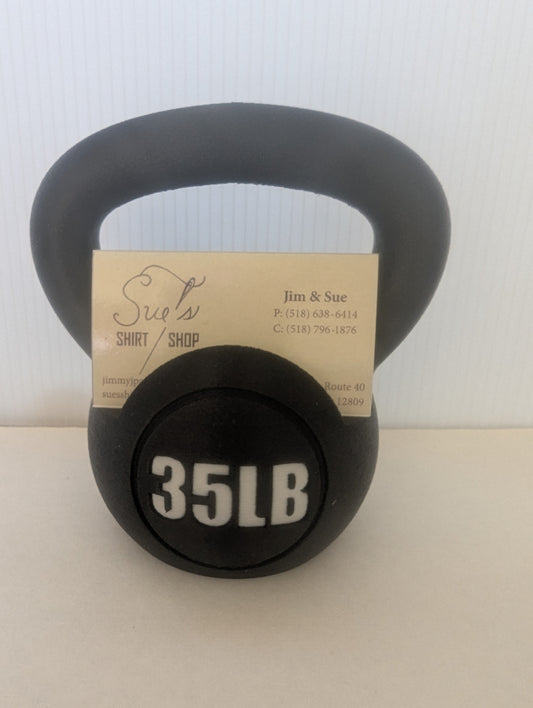 Sue's
SHIRT / SHOP
Jim & Sue
P: (518) 638-6414
C: (518) 796-1876
Route 40
12809
35LB